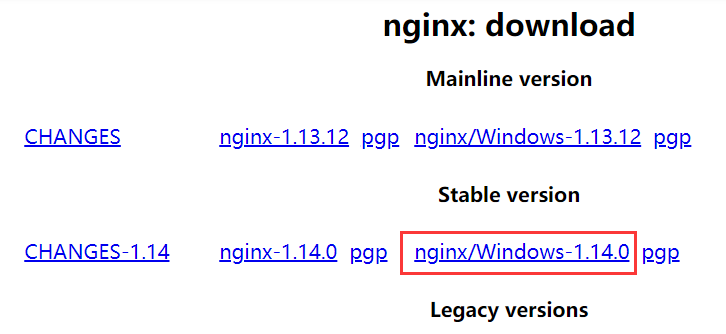 nginx: download
Mainline version
CHANGES nginx-1.13.12 pgp nginx/Windows-1.13.12 pgp
Stable version
CHANGES-1.14 nginx-1.14.0 pgp nginx/Windows-1.14.0 pgp
Legacy versions